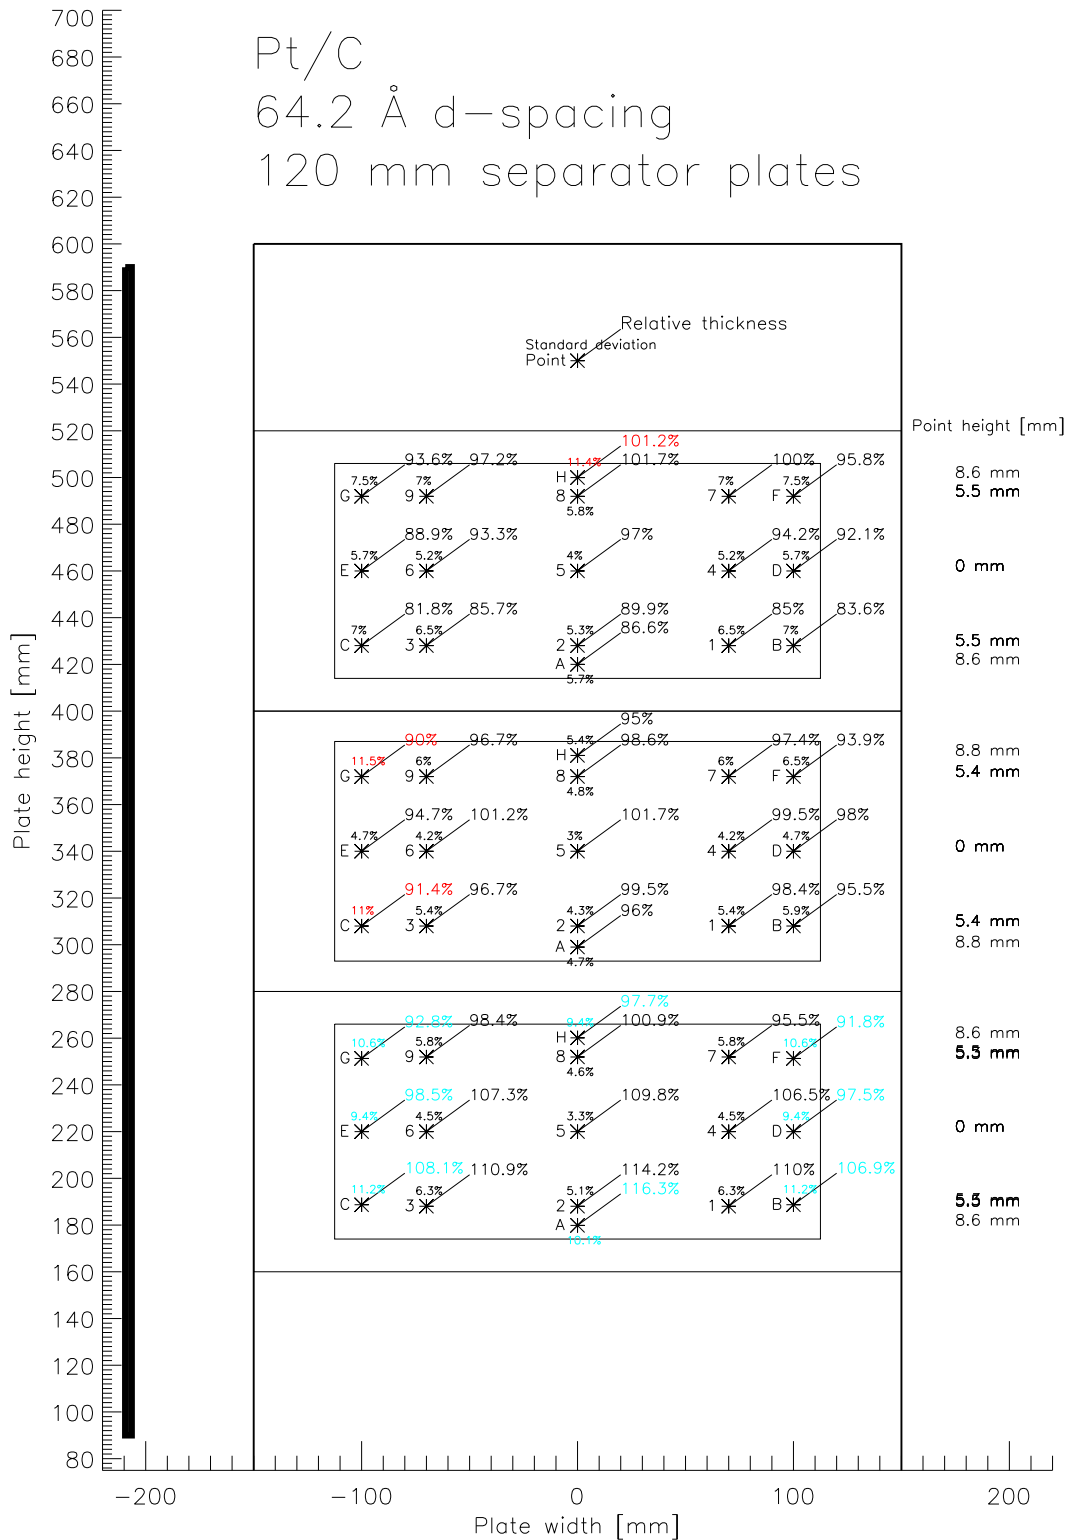 Pt/C
64.2 Å d-spacing
120 mm separator plates
700
680
660
640
620
600
580
560
540
520
500
480
460
440
420
400
380
360
340
320
300
280
260
240
220
200
180
160
140
120
100
80
Plate height [mm]
Relative thickness
Standard deviation
Point
Point height [mm]
101.2%
93.6% 97.2% 101.7% 100% 95.8%
7.5% 7% 11.4% 7% 7.5%
H
G 9 8 7 F
5.8%
8.6 mm
5.5 mm
88.9% 93.3% 97% 94.2% 92.1%
5.7% 5.2% 4% 5.2% 5.7%
E 6 5 4 D
0 mm
81.8% 85.7% 89.9% 85% 83.6%
86.6%
7% 6.5% 5.3% 6.5% 7%
C 3 2 1 B
A
5.7%
5.5 mm
8.6 mm
95%
90% 96.7% 98.6% 97.4% 93.9%
5.4%
11.5% 6% H 6% 6.5%
G 9 8 7 F
4.8%
8.8 mm
5.4 mm
94.7% 101.2% 101.7% 99.5% 98%
4.7% 4.2% 3% 4.2% 4.7%
E 6 5 4 D
0 mm
91.4% 96.7% 99.5% 98.4% 95.5%
96%
11% 5.4% 4.3% 5.4% 5.9%
C 3 2 1 B
A
4.7%
5.4 mm
8.8 mm
97.7%
92.8% 98.4% 100.9% 95.5% 91.8%
9.4%
10.6% 5.8% H 5.8% 10.6%
G 9 8 7 F
4.6%
8.6 mm
98.5% 107.3% 109.8% 106.5% 97.5%
9.4% 4.5% 3.3% 4.5% 9.4%
E 6 5 4 D
0 mm
108.1% 110.9% 114.2% 110% 106.9%
116.3%
11.2% 6.3% 5.1% 6.3% 11.2%
C 3 2 1 B
A
10.1%
8.6 mm
-200 -100 0 100 200
Plate width [mm]